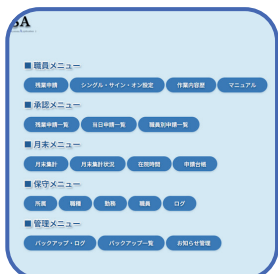 BA
■ 職員メニュー
残業申請 シングル・サイン・オン設定 作業内容歴 マニュアル
■ 承認メニュー
残業申請一覧 当日申請一覧 職員別申請一覧
■ 月末メニュー
月末集計 月末集計状況 在院時間 申請台帳
■ 保守メニュー
所属 職種 勤務 職員 ログ
■ 管理メニュー
バックアップ・ログ バックアップ一覧 お知らせ管理